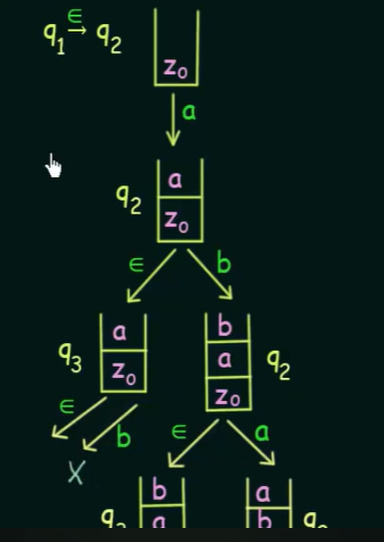 ∈
q₁ → q₂
z₀
a
a
q₂
z₀
∈ b
a b
q₃ a q₂
z₀ z₀
∈ b ∈ a
X
b a
a b